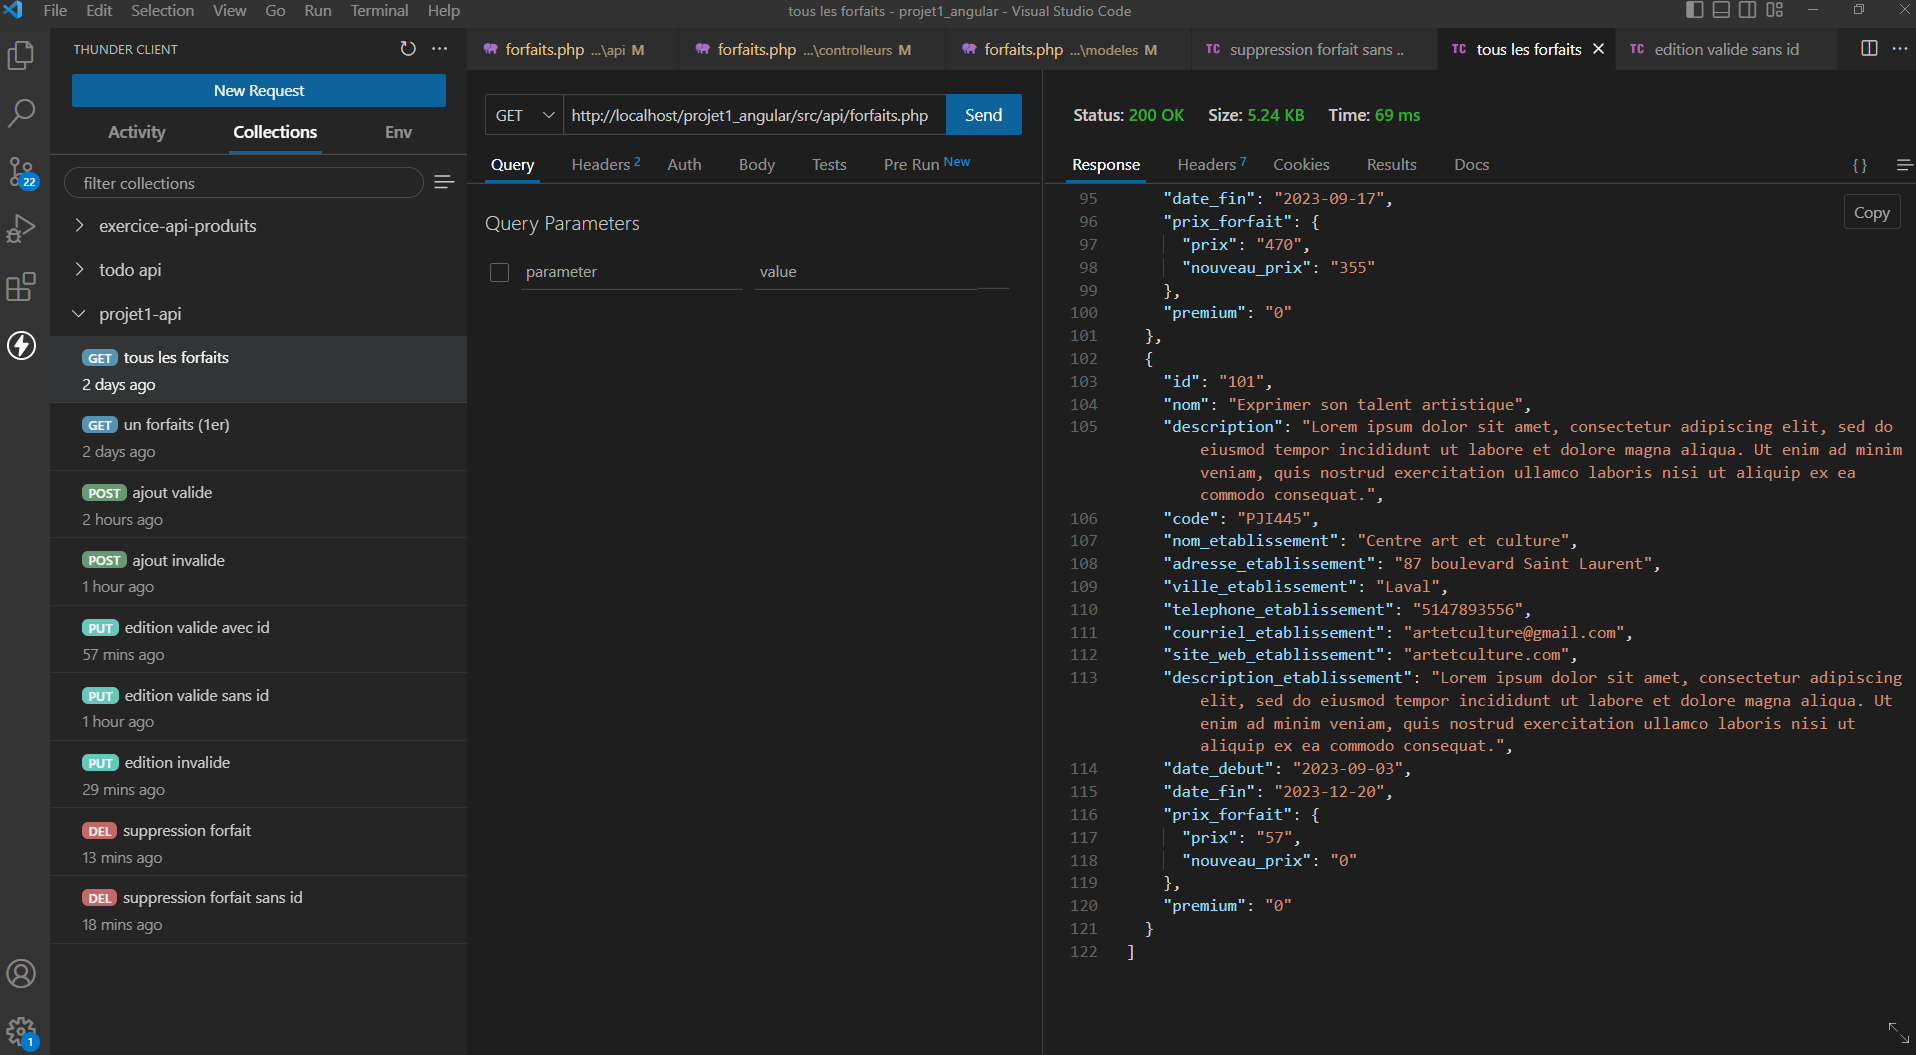 File Edit Selection View Go Run Terminal Help
tous les forfaits - projet1_angular - Visual Studio Code
THUNDER CLIENT
New Request
Activity Collections Env
filter collections
exercice-api-produits
todo api
projet1-api
GET tous les forfaits
2 days ago
GET un forfaits (1er)
2 days ago
POST ajout valide
2 hours ago
POST ajout invalide
1 hour ago
PUT edition valide avec id
57 mins ago
PUT edition valide sans id
1 hour ago
PUT edition invalide
29 mins ago
DEL suppression forfait
13 mins ago
DEL suppression forfait sans id
18 mins ago
22
1
forfaits.php ...\api M
forfaits.php ...\controlleurs M
forfaits.php ...\modeles M
TC suppression forfait sans ..
TC tous les forfaits
TC edition valide sans id
GET http://localhost/projet1_angular/src/api/forfaits.php Send
Query Headers 2 Auth Body Tests Pre Run New
Query Parameters
parameter value
Status: 200 OK Size: 5.24 KB Time: 69 ms
Response Headers 7 Cookies Results Docs { }
Copy
95 "date_fin": "2023-09-17",
96 "prix_forfait": {
97 "prix": "470",
98 "nouveau_prix": "355"
99 },
100 "premium": "0"
101 },
102 {
103 "id": "101",
104 "nom": "Exprimer son talent artistique",
105 "description": "Lorem ipsum dolor sit amet, consectetur adipiscing elit, sed do
eiusmod tempor incididunt ut labore et dolore magna aliqua. Ut enim ad minim
veniam, quis nostrud exercitation ullamco laboris nisi ut aliquip ex ea
commodo consequat.",
106 "code": "PJI445",
107 "nom_etablissement": "Centre art et culture",
108 "adresse_etablissement": "87 boulevard Saint Laurent",
109 "ville_etablissement": "Laval",
110 "telephone_etablissement": "5147893556",
111 "courriel_etablissement": "artetculture@gmail.com",
112 "site_web_etablissement": "artetculture.com",
113 "description_etablissement": "Lorem ipsum dolor sit amet, consectetur adipiscing
elit, sed do eiusmod tempor incididunt ut labore et dolore magna aliqua. Ut
enim ad minim veniam, quis nostrud exercitation ullamco laboris nisi ut
aliquip ex ea commodo consequat.",
114 "date_debut": "2023-09-03",
115 "date_fin": "2023-12-20",
116 "prix_forfait": {
117 "prix": "57",
118 "nouveau_prix": "0"
119 },
120 "premium": "0"
121 }
122 ]